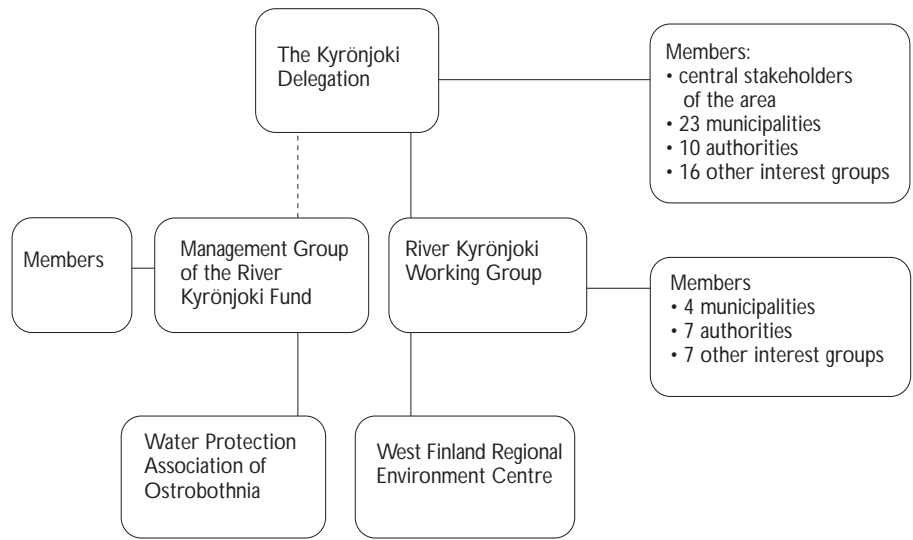 The Kyrönjoki
Delegation
Members:
• central stakeholders
of the area
• 23 municipalities
• 10 authorities
• 16 other interest groups
Members
Management Group
of the River
Kyrönjoki Fund
River Kyrönjoki
Working Group
Members
• 4 municipalities
• 7 authorities
• 7 other interest groups
Water Protection
Association of
Ostrobothnia
West Finland Regional
Environment Centre